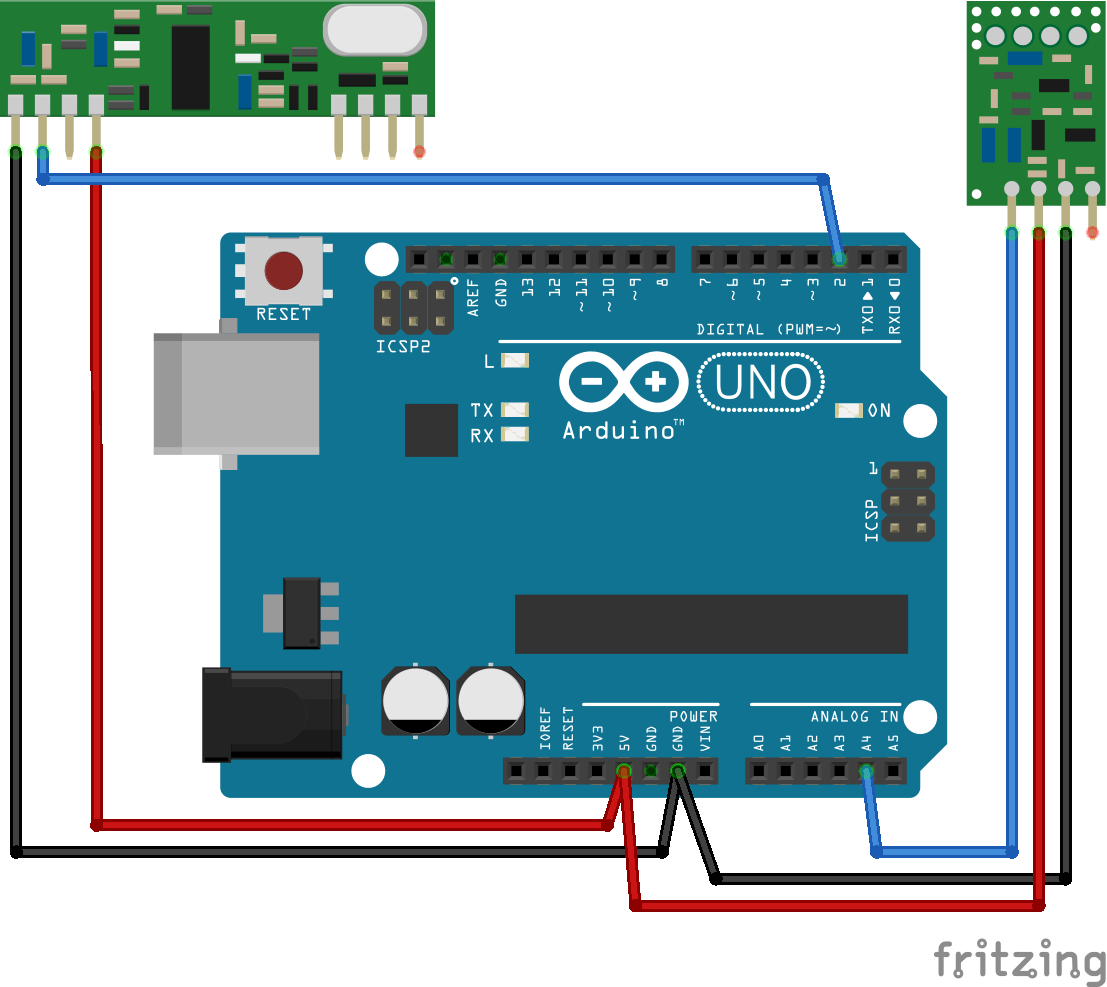 RESET
ICSP2
AREF
GND
13
12
~11
~10
~9
8
7
~6
~5
4
~3
2
TX0▶1
RX0◀0
DIGITAL (PWM=~)
L
TX
RX
Arduino™
UNO
ON
1
ICSP
POWER
ANALOG IN
IOREF
RESET
3V3
5V
GND
GND
VIN
A0
A1
A2
A3
A4
A5
fritzing